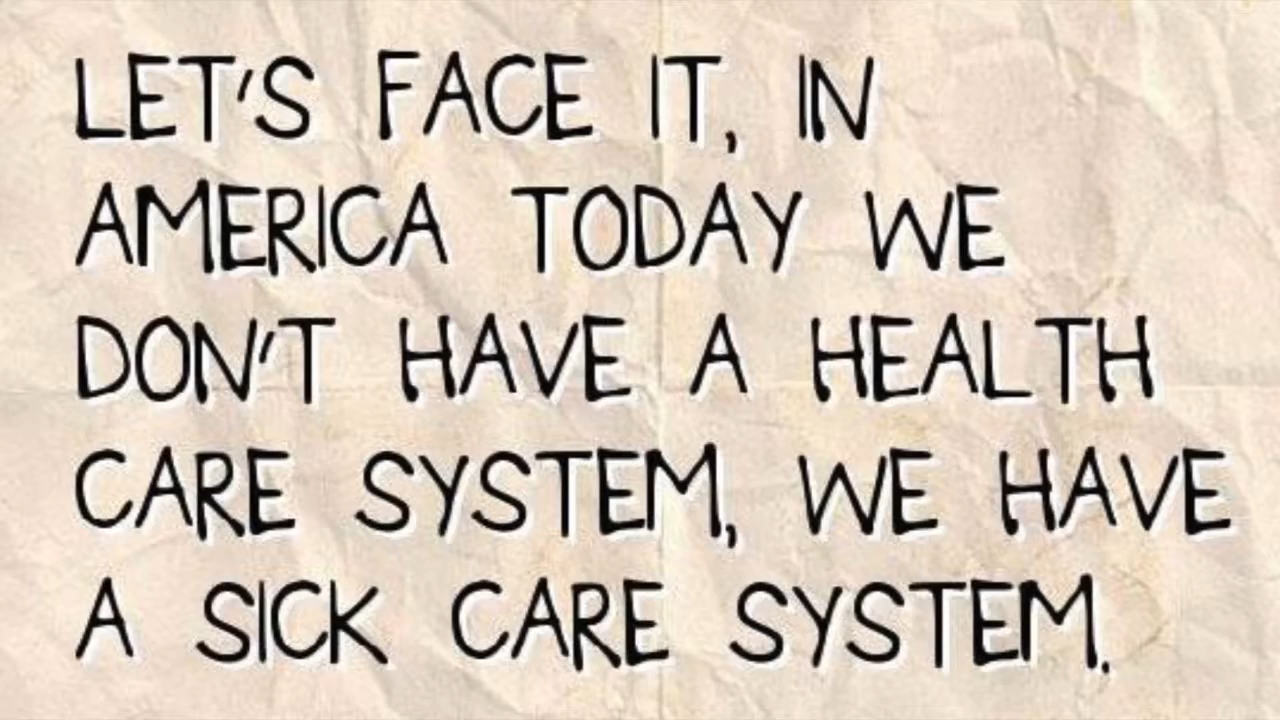 LET'S FACE IT, IN
AMERICA TODAY WE
DON'T HAVE A HEALTH
CARE SYSTEM, WE HAVE
A SICK CARE SYSTEM.